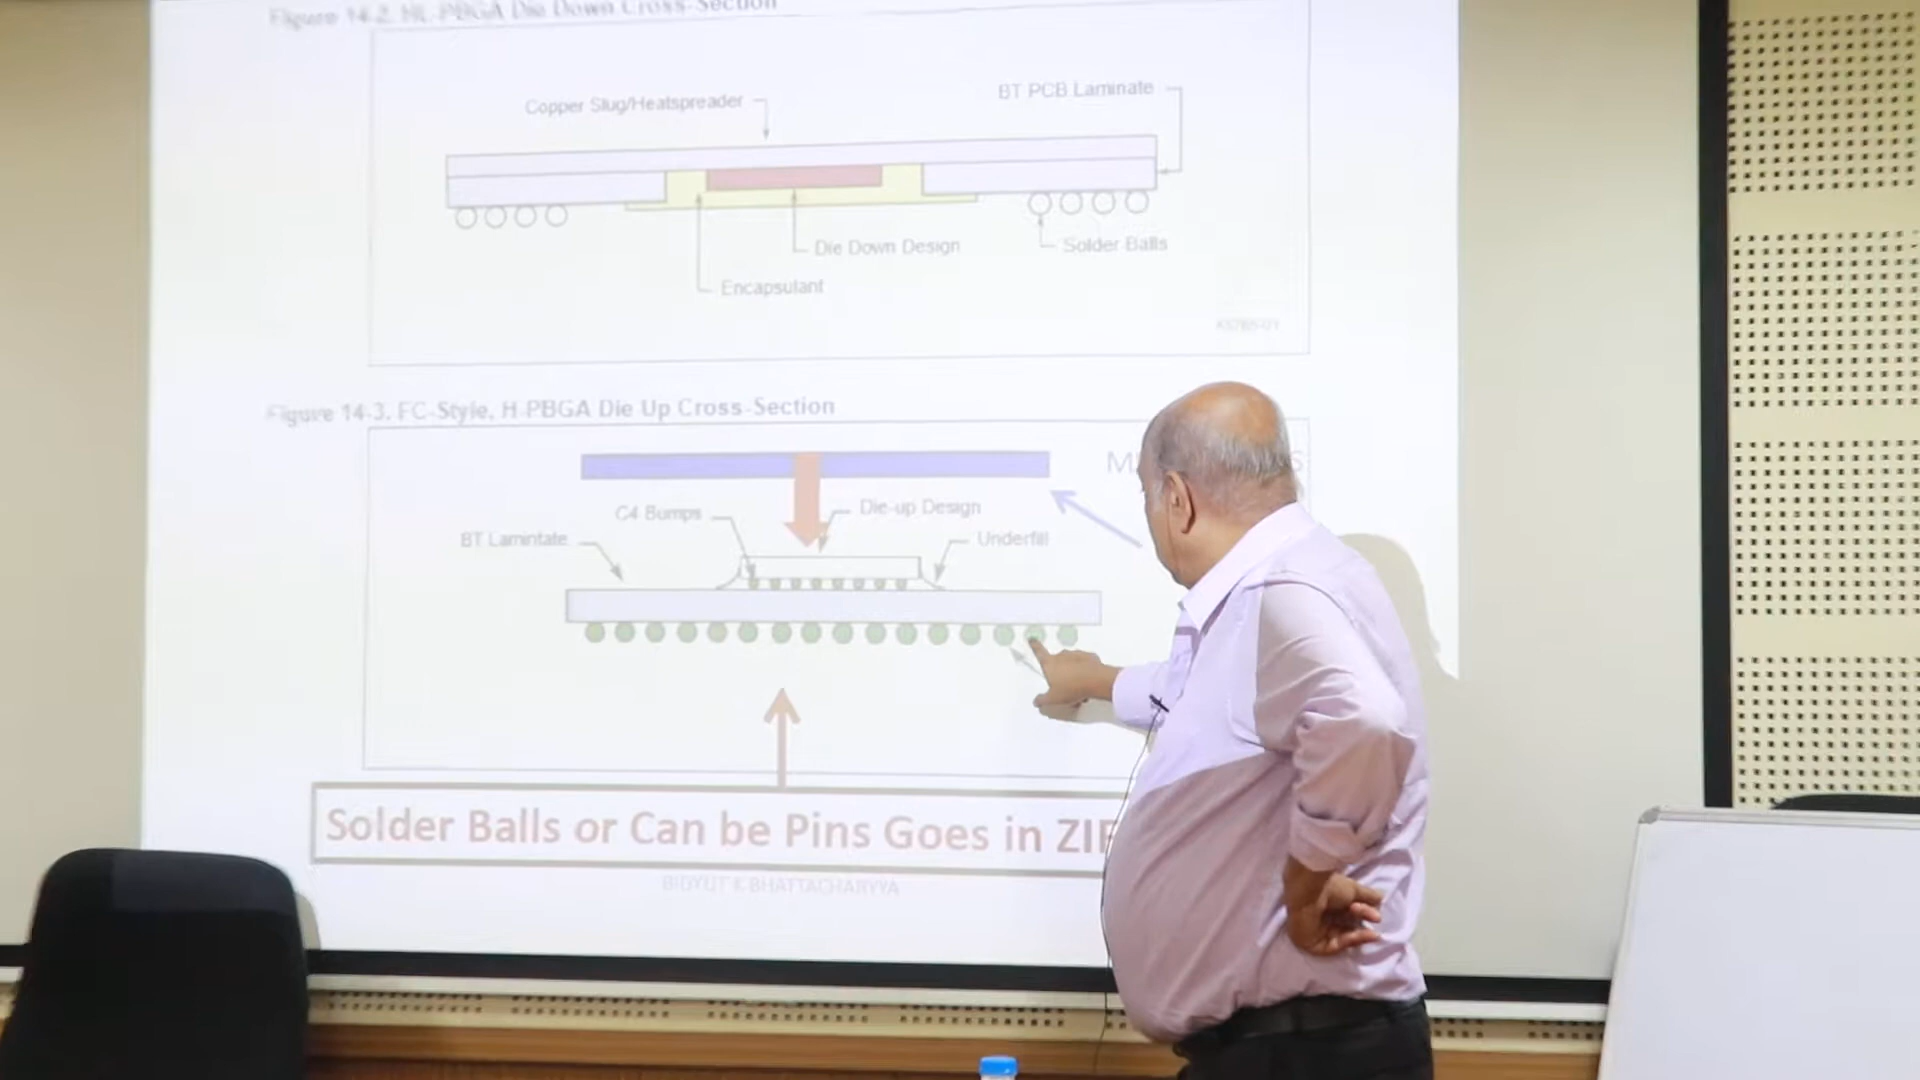 Figure 14-2. HL-PBGA Die Down Cross-Section
Copper Slug/Heatspreader
BT PCB Laminate
Die Down Design
Solder Balls
Encapsulant
Figure 14-3. FC-Style, H-PBGA Die Up Cross-Section
C4 Bumps
Die-up Design
BT Lamintate
Underfill
Solder Balls or Can be Pins Goes in
BIDYUT K BHATTACHARYYA